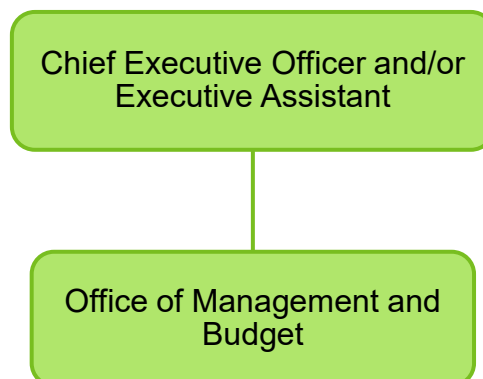 Chief Executive Officer and/or
Executive Assistant
Office of Management and
Budget